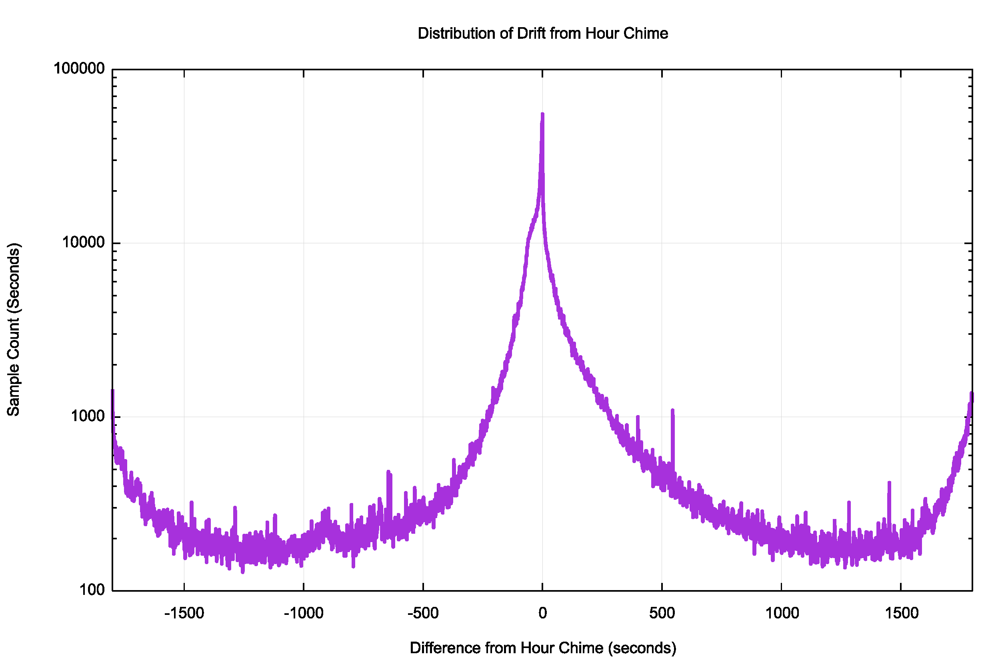 Distribution of Drift from Hour Chime
100000
10000
1000
100
Sample Count (Seconds)
-1500 -1000 -500 0 500 1000 1500
Difference from Hour Chime (seconds)